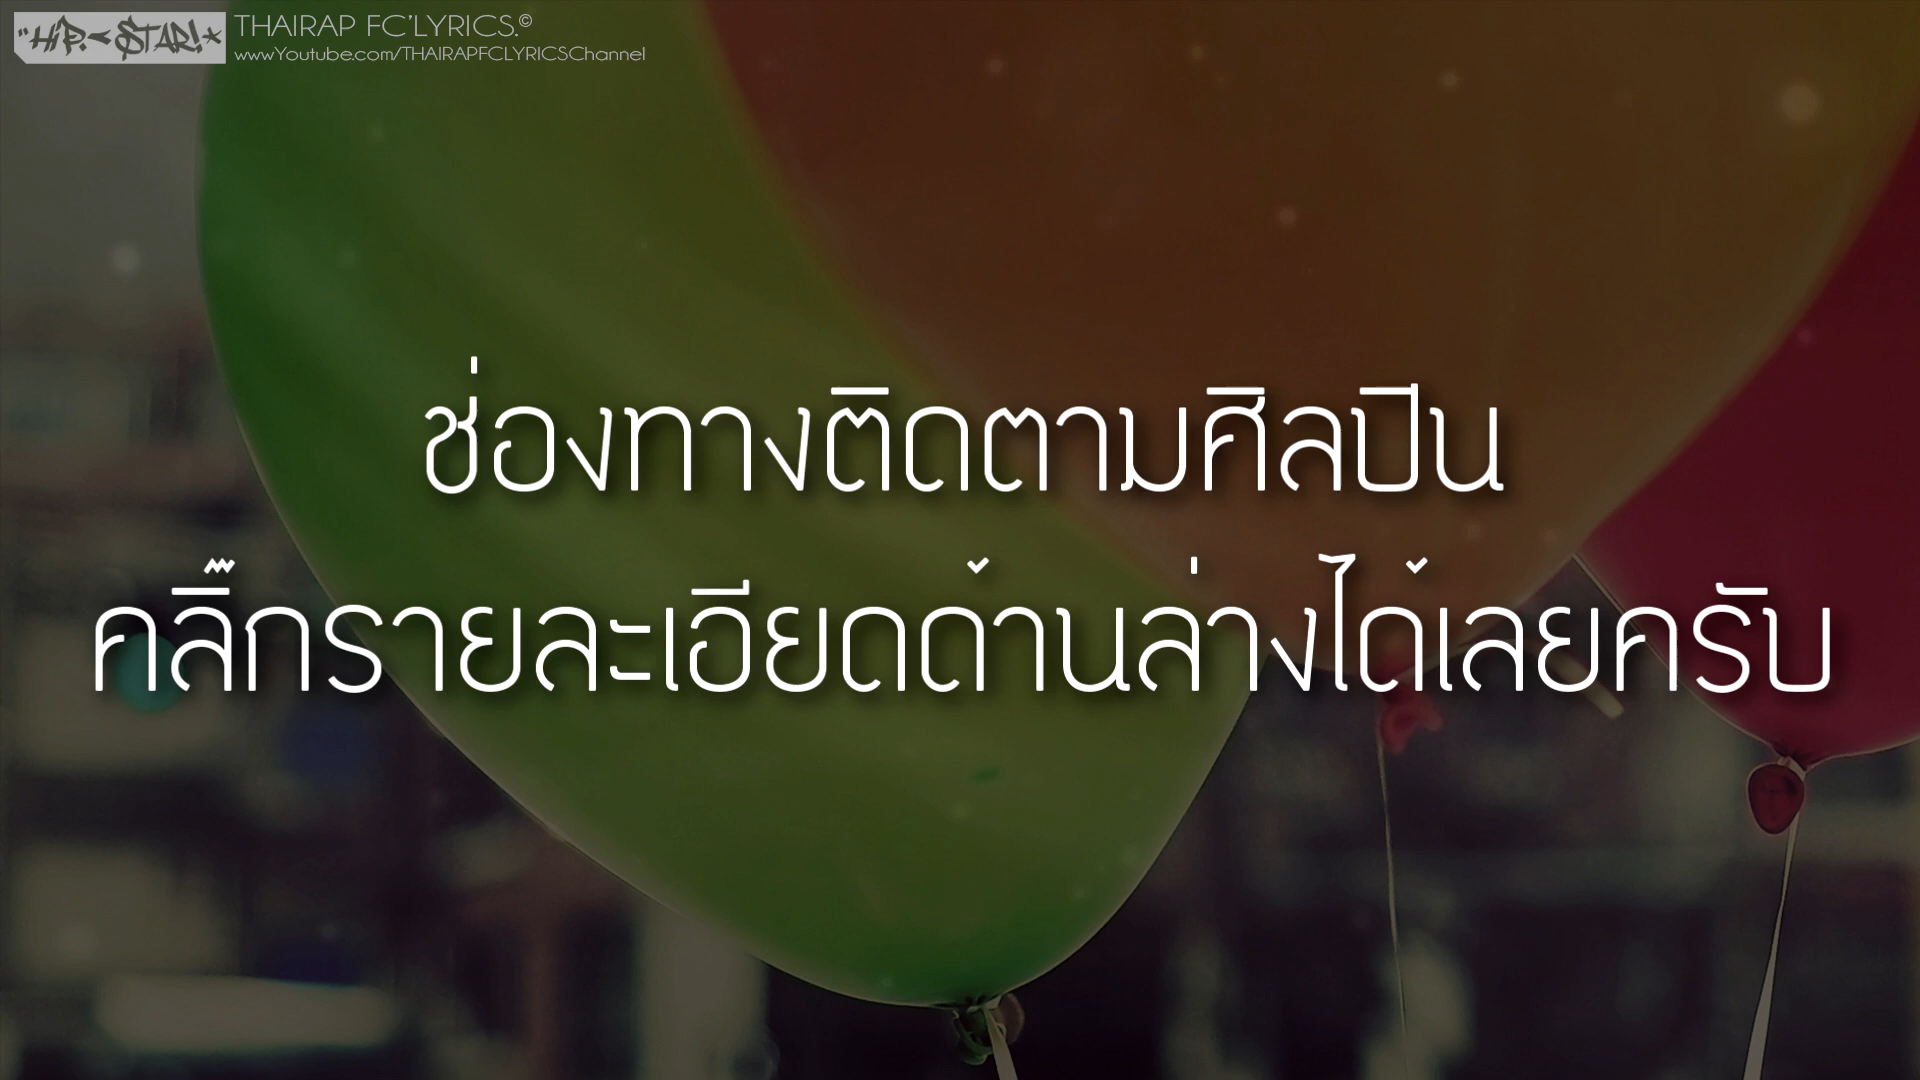 "HIP.-STAR!★
THAIRAP FC'LYRICS.©
www.Youtube.com/THAIRAPFCLYRICSChannel
ช่องทางติดตามศิลปิน
คลิ๊กรายละเอียดด้านล่างได้เลยครับ